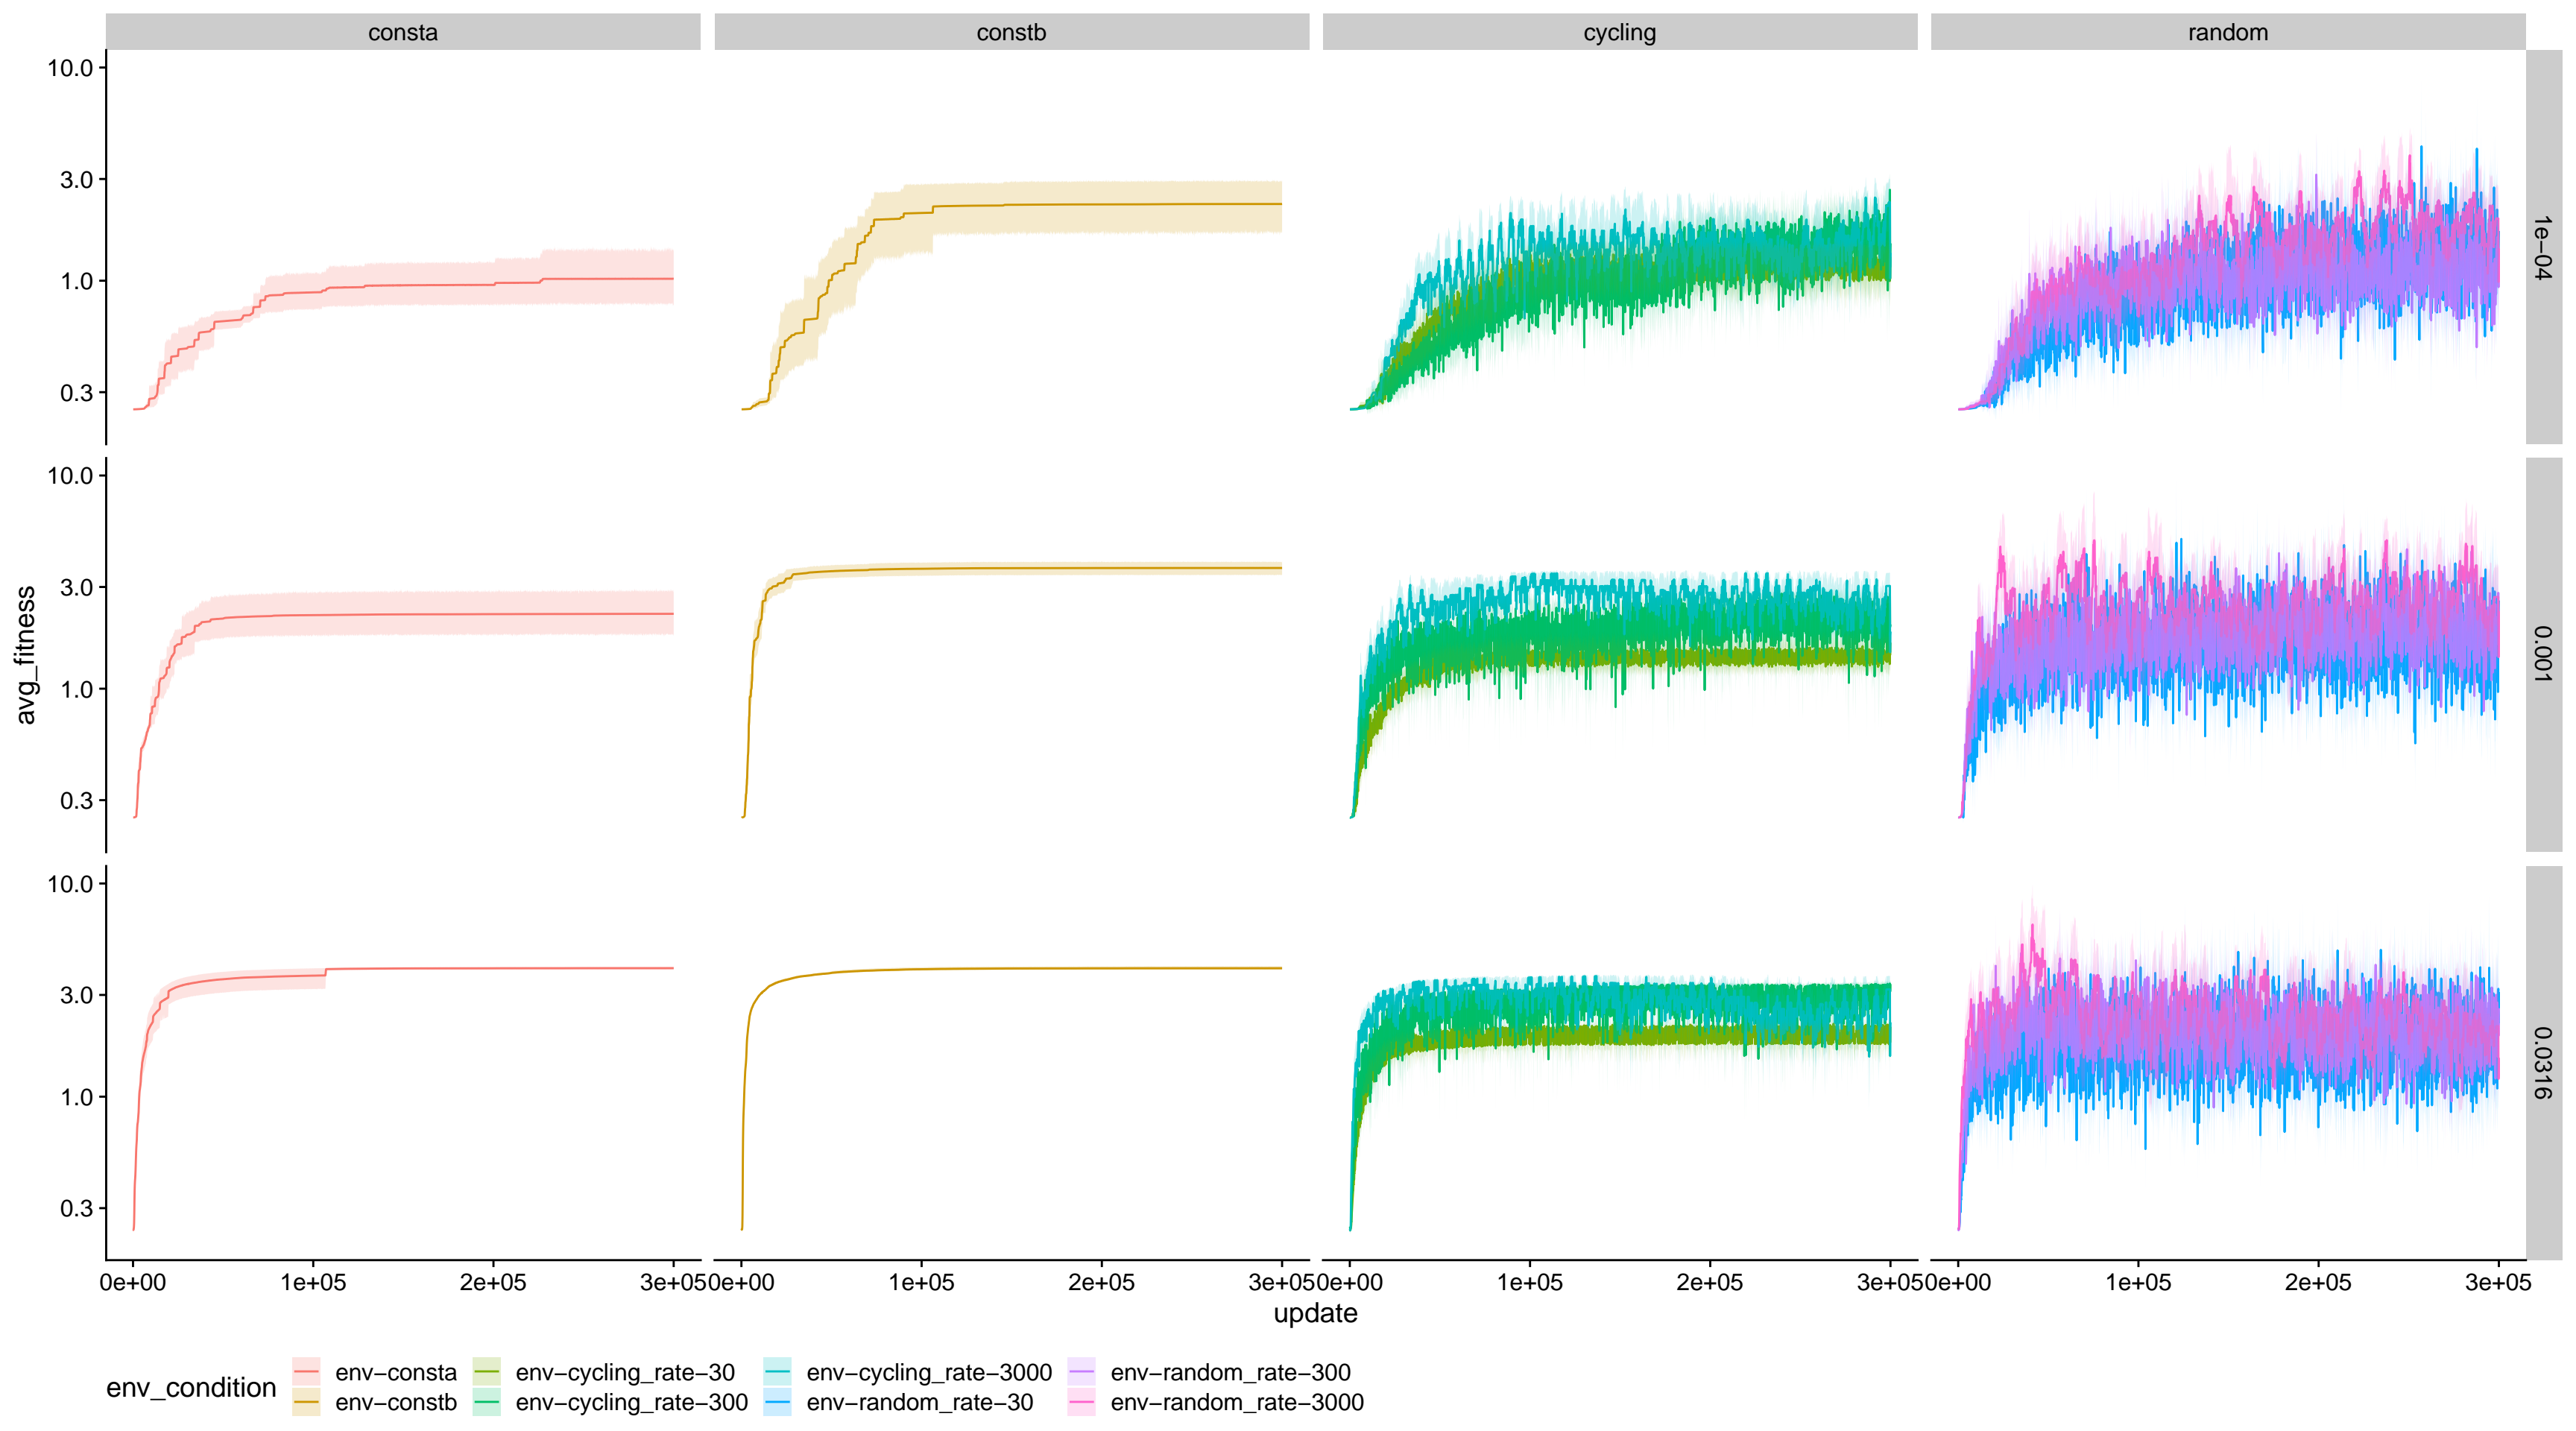 consta constb cycling random
10.0
3.0
1.0
0.3
1e−04
10.0
3.0
1.0
0.3
0.001
avg_fitness
10.0
3.0
1.0
0.3
0.0316
0e+00 1e+05 2e+05 3e+05 0e+00 1e+05 2e+05 3e+05 0e+00 1e+05 2e+05 3e+05 0e+00 1e+05 2e+05 3e+05
update
env_condition
env−consta env−cycling_rate−30 env−cycling_rate−3000 env−random_rate−300
env−constb env−cycling_rate−300 env−random_rate−30 env−random_rate−3000